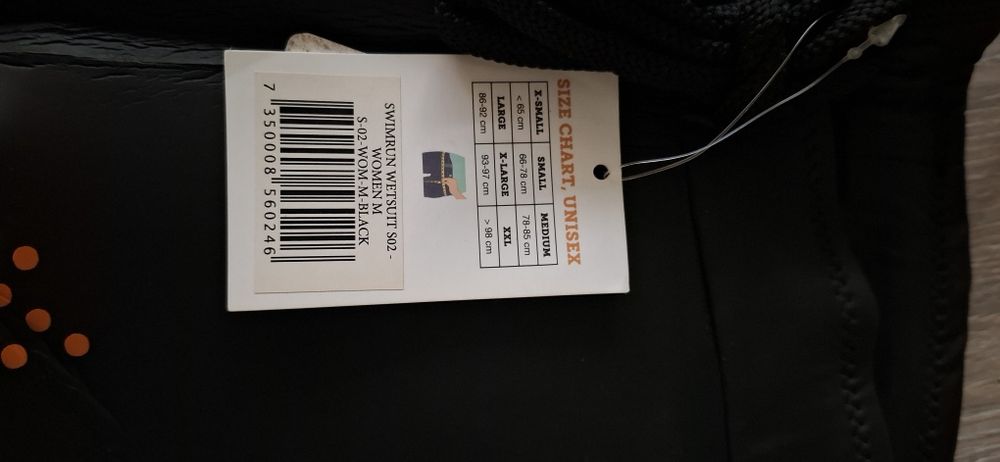 SIZE CHART, UNISEX
X-SMALL SMALL MEDIUM
< 65 cm 66-78 cm 78-85 cm
LARGE X-LARGE XXL
86-92 cm 93-97 cm > 98 cm
SWIMRUN WETSUIT S02 -
WOMEN M
S-02-WOM-M-BLACK
7 350008 560246